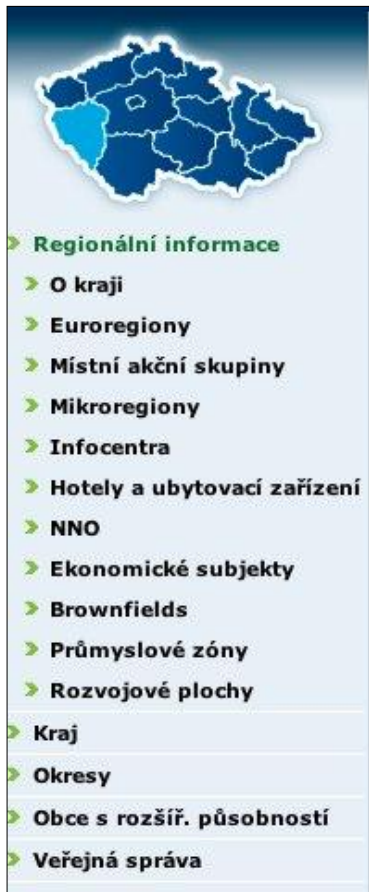 Regionální informace
O kraji
Euroregiony
Místní akční skupiny
Mikroregiony
Infocentra
Hotely a ubytovací zařízení
NNO
Ekonomické subjekty
Brownfields
Průmyslové zóny
Rozvojové plochy
Kraj
Okresy
Obce s rozšíř. působností
Veřejná správa